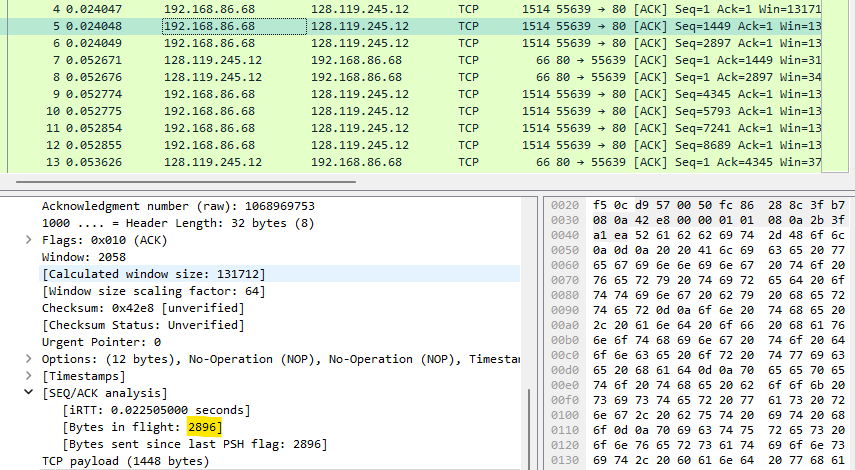 4 0.024047 192.168.86.68 128.119.245.12 TCP 1514 55639 → 80 [ACK] Seq=1 Ack=1 Win=13171
5 0.024048 192.168.86.68 128.119.245.12 TCP 1514 55639 → 80 [ACK] Seq=1449 Ack=1 Win=13
6 0.024049 192.168.86.68 128.119.245.12 TCP 1514 55639 → 80 [ACK] Seq=2897 Ack=1 Win=13
7 0.052671 128.119.245.12 192.168.86.68 TCP 66 80 → 55639 [ACK] Seq=1 Ack=1449 Win=31
8 0.052676 128.119.245.12 192.168.86.68 TCP 66 80 → 55639 [ACK] Seq=1 Ack=2897 Win=34
9 0.052774 192.168.86.68 128.119.245.12 TCP 1514 55639 → 80 [ACK] Seq=4345 Ack=1 Win=13
10 0.052775 192.168.86.68 128.119.245.12 TCP 1514 55639 → 80 [ACK] Seq=5793 Ack=1 Win=13
11 0.052854 192.168.86.68 128.119.245.12 TCP 1514 55639 → 80 [ACK] Seq=7241 Ack=1 Win=13
12 0.052855 192.168.86.68 128.119.245.12 TCP 1514 55639 → 80 [ACK] Seq=8689 Ack=1 Win=13
13 0.053626 128.119.245.12 192.168.86.68 TCP 66 80 → 55639 [ACK] Seq=1 Ack=4345 Win=37
Acknowledgment number (raw): 1068969753
1000 .... = Header Length: 32 bytes (8)
Flags: 0x010 (ACK)
Window: 2058
[Calculated window size: 131712]
[Window size scaling factor: 64]
Checksum: 0x42e8 [unverified]
[Checksum Status: Unverified]
Urgent Pointer: 0
Options: (12 bytes), No-Operation (NOP), No-Operation (NOP), Timestam
[Timestamps]
[SEQ/ACK analysis]
[iRTT: 0.022505000 seconds]
[Bytes in flight: 2896]
[Bytes sent since last PSH flag: 2896]
TCP payload (1448 bytes)
0020 f5 0c d9 57 00 50 fc 86 28 8c 3f b7
0030 08 0a 42 e8 00 00 01 01 08 0a 2b 3f
0040 a1 ea 52 61 62 62 69 74 2d 48 6f 6c
0050 0a 0d 0a 20 20 41 6c 69 63 65 20 77
0060 65 67 69 6e 6e 69 6e 67 20 74 6f 20
0070 76 65 72 79 20 74 69 72 65 64 20 6f
0080 74 74 69 6e 67 20 62 79 20 68 65 72
0090 74 65 72 0d 0a 6f 6e 20 74 68 65 20
00a0 2c 20 61 6e 64 20 6f 66 20 68 61 76
00b0 6e 6f 74 68 69 6e 67 20 74 6f 20 64
00c0 6f 6e 63 65 20 6f 72 20 74 77 69 63
00d0 65 20 68 61 64 0d 0a 70 65 65 70 65
00e0 74 6f 20 74 68 65 20 62 6f 6f 6b 20
00f0 73 69 73 74 65 72 20 77 61 73 20 72
0100 6e 67 2c 20 62 75 74 20 69 74 20 68
0110 6f 0d 0a 70 69 63 74 75 72 65 73 20
0120 6f 6e 76 65 72 73 61 74 69 6f 6e 73
0130 69 74 2c 20 60 61 6e 64 20 77 68 61